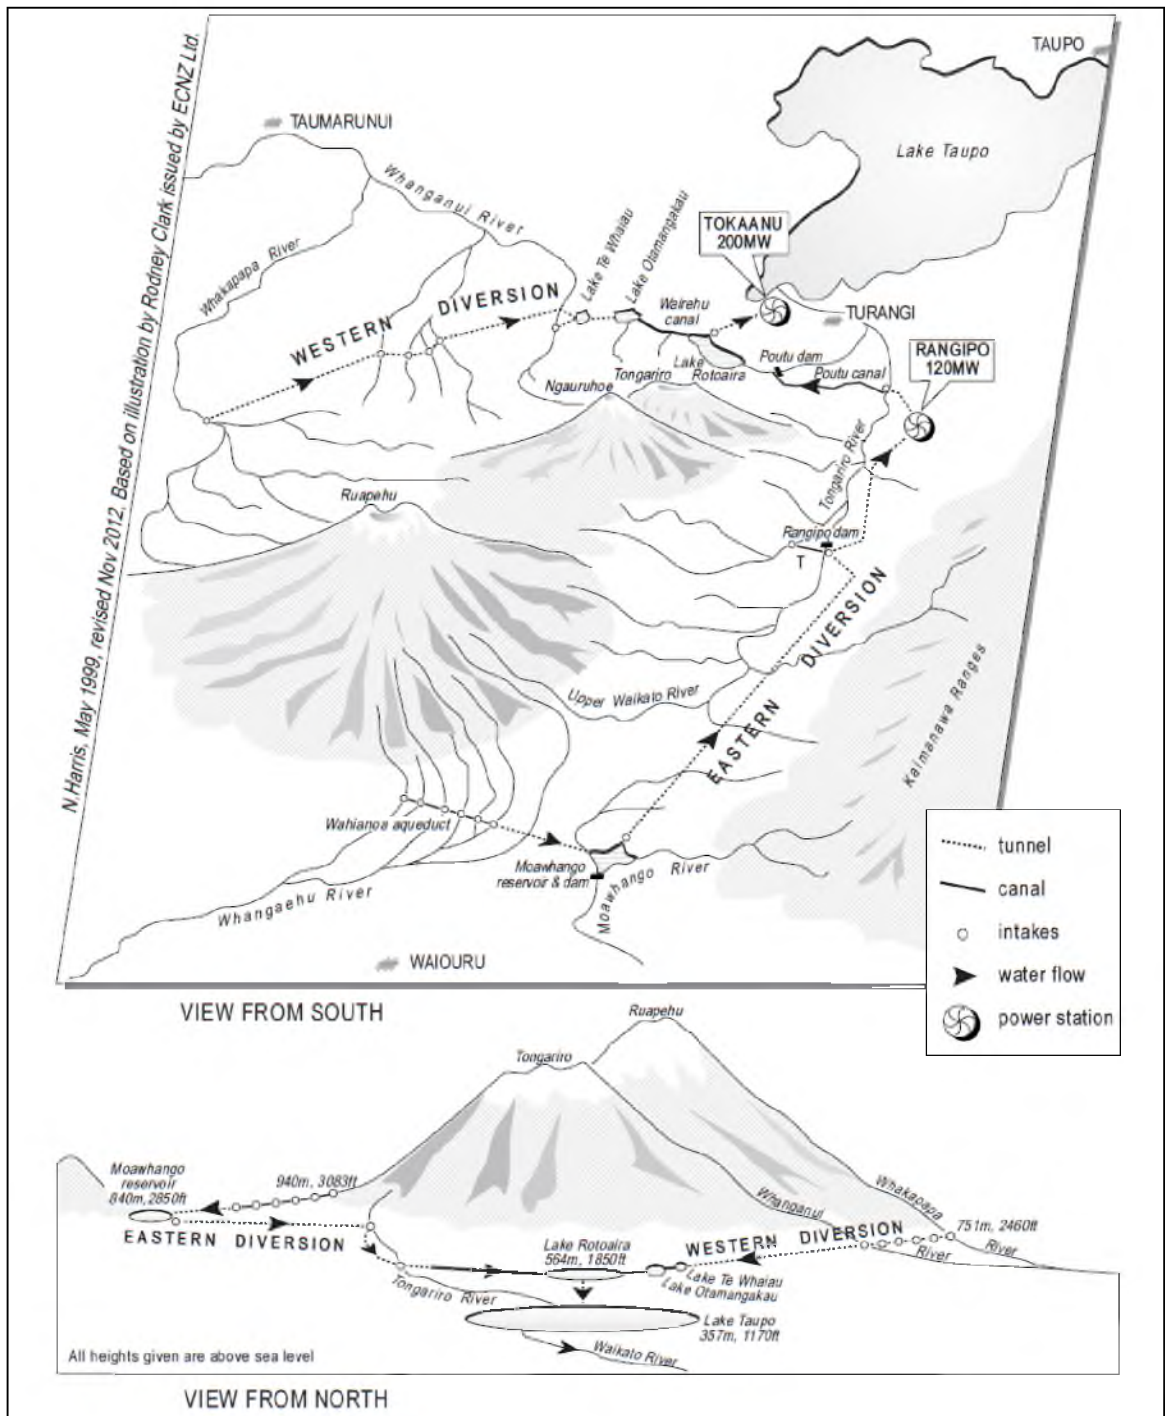 N.Harris, May 1999, revised Nov 2012, Based on illustration by Rodney Clark issued by ECNZ Ltd.
TAUPO
TAUMARUNUI
Lake Taupo
Whanganui River
Lake Te Whaiau
Lake Otamangakau
TOKAANU
200MW
Whakapapa River
WESTERN DIVERSION
Wairehu
canal
TURANGI
RANGIPO
120MW
Lake
Rotoaira
Poutu dam
Poutu canal
Tongariro
Ngauruhoe
Tongariro River
Ruapehu
Rangipo dam
T
EASTERN DIVERSION
Upper Waikato River
Kaimanawa Ranges
Wahianoa aqueduct
Moawhango
reservoir & dam
Moawhango River
Whangaehu River
WAIOURU
tunnel
canal
intakes
water flow
power station
VIEW FROM SOUTH
Ruapehu
Tongariro
Moawhango
reservoir
840m, 2850ft
940m, 3083ft
Whanganui
River
Whakapapa
River
751m, 2460ft
EASTERN DIVERSION
Lake Rotoaira
564m, 1850ft
WESTERN DIVERSION
Lake Te Whaiau
Lake Otamangakau
Tongariro River
Lake Taupo
357m, 1170ft
Waikato River
All heights given are above sea level
VIEW FROM NORTH